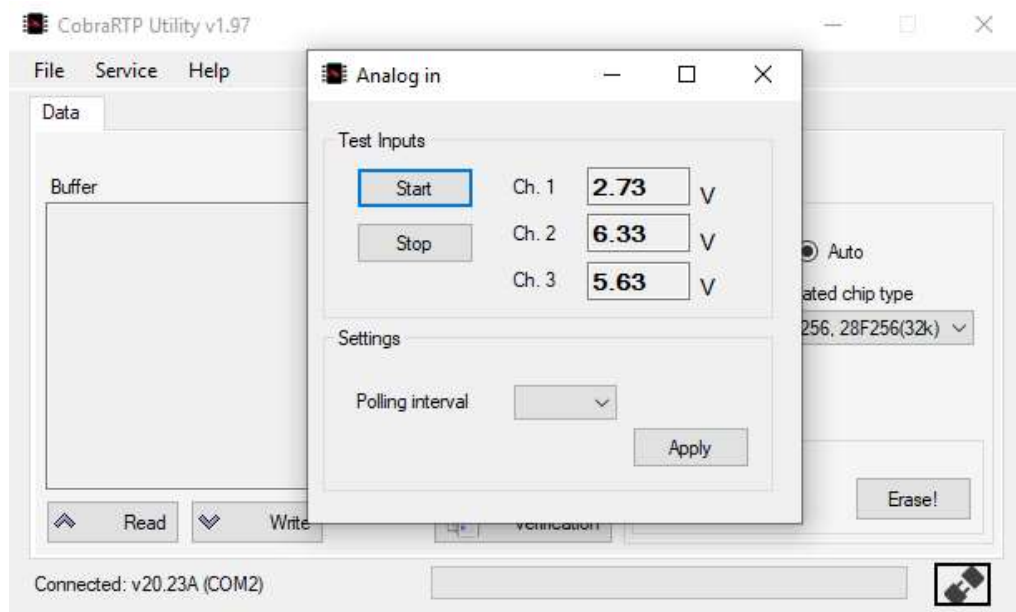 CobraRTP Utility v1.97
File Service Help
Data
Buffer
Analog in
Test Inputs
Start Ch. 1 2.73 V
Stop Ch. 2 6.33 V
Ch. 3 5.63 V
Settings
Polling interval
Apply
Auto
ated chip type
256, 28F256(32k)
Erase!
Read Write Verification
Connected: v20.23A (COM2)